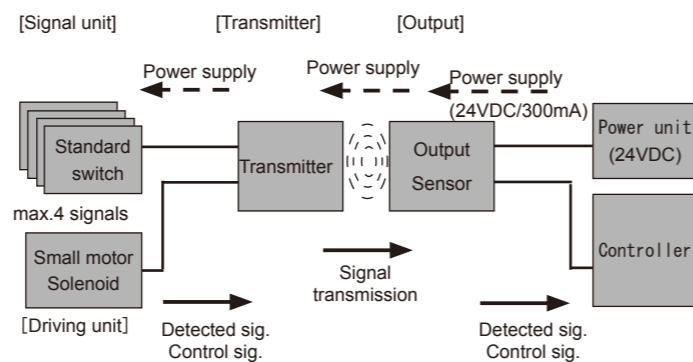 [Signal unit]
[Transmitter]
[Output]
Power supply
Power supply
Power supply
(24VDC/300mA)
Standard
switch
max.4 signals
Transmitter
Output
Sensor
Power unit
(24VDC)
Small motor
Solenoid
[Driving unit]
Controller
Signal
transmission
Detected sig.
Control sig.
Detected sig.
Control sig.